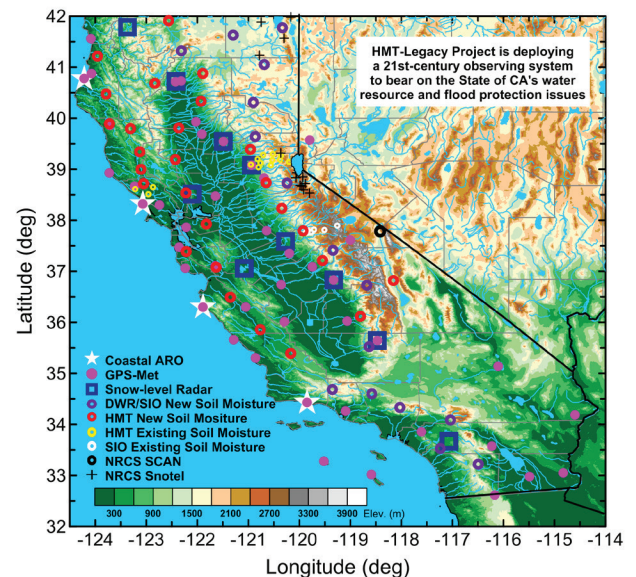 42
41
40
39
38
37
36
35
34
33
32
Latitude (deg)
HMT-Legacy Project is deploying
a 21st-century observing system
to bear on the State of CA's water
resource and flood protection issues
Coastal ARO
GPS-Met
Snow-level Radar
DWR/SIO New Soil Moisture
HMT New Soil Mositure
HMT Existing Soil Moisture
SIO Existing Soil Moisture
NRCS SCAN
NRCS Snotel
300 900 1500 2100 2700 3300 3900 Elev. (m)
-124 -123 -122 -121 -120 -119 -118 -117 -116 -115 -114
Longitude (deg)